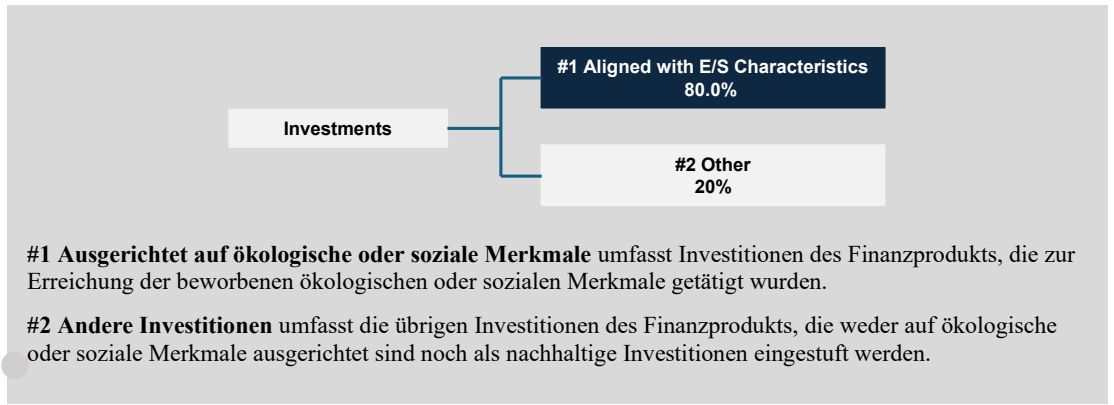 #1 Aligned with E/S Characteristics
80.0%
Investments
#2 Other
20%
#1 Ausgerichtet auf ökologische oder soziale Merkmale umfasst Investitionen des Finanzprodukts, die zur
Erreichung der beworbenen ökologischen oder sozialen Merkmale getätigt wurden.
#2 Andere Investitionen umfasst die übrigen Investitionen des Finanzprodukts, die weder auf ökologische
oder soziale Merkmale ausgerichtet sind noch als nachhaltige Investitionen eingestuft werden.